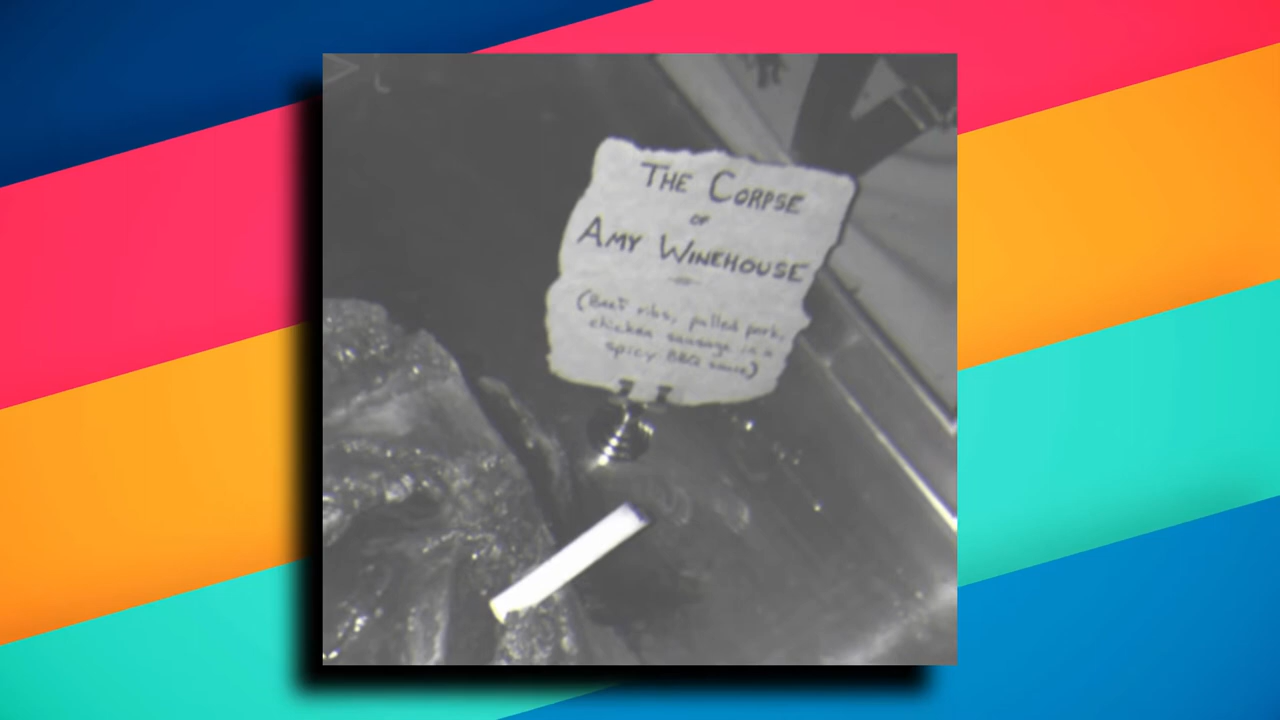 THE CORPSE
OF
AMY WINEHOUSE
(Beef ribs, pulled pork,
chicken sausage in a
spicy BBQ sauce)